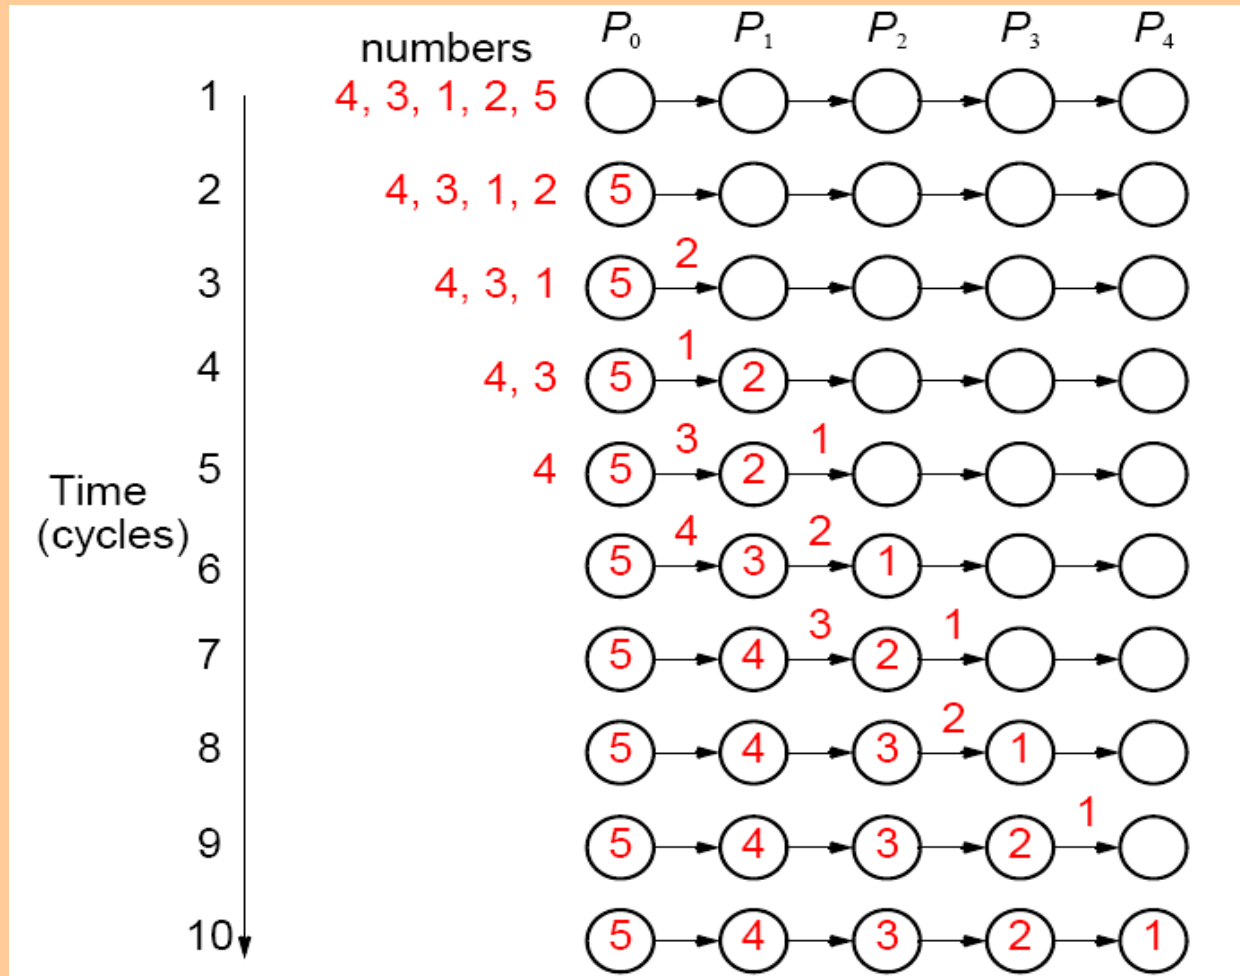 numbers P₀ P₁ P₂ P₃ P₄
1 4, 3, 1, 2, 5
2 4, 3, 1, 2 5
2
3 4, 3, 1 5
1
4 4, 3 5 2
3 1
5 4 5 2
Time
(cycles)
4 2
6 5 3 1
3 1
7 5 4 2
2
8 5 4 3 1
1
9 5 4 3 2
10 5 4 3 2 1